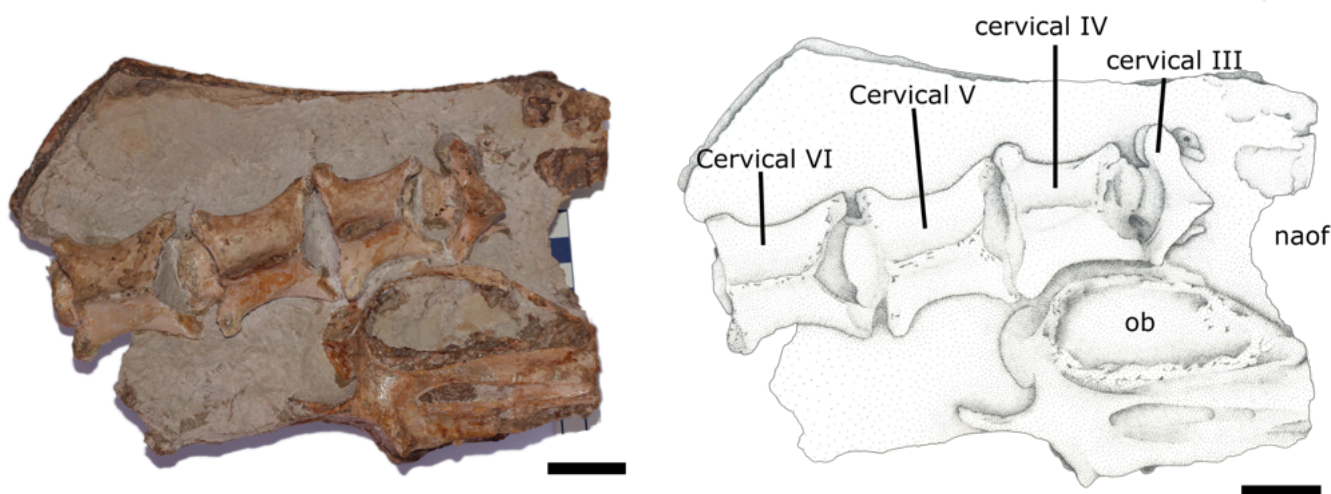 cervical IV
cervical III
Cervical V
Cervical VI
naof
ob